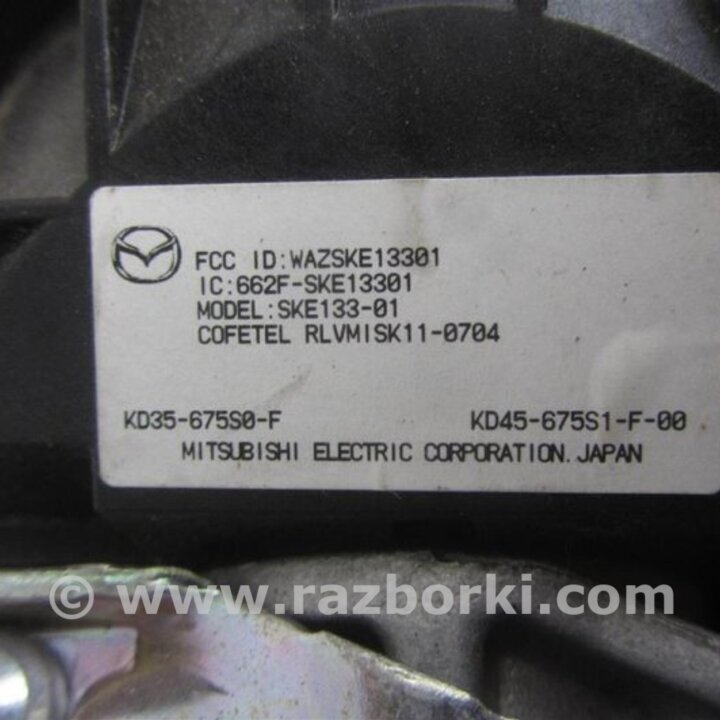 FCC ID:WAZSKE13301
IC:662F-SKE13301
MODEL:SKE133-01
COFETEL RLVMISK11-0704
KD35-675S0-F KD45-675S1-F-00
MITSUBISHI ELECTRIC CORPORATION.JAPAN
© www.razborki.com